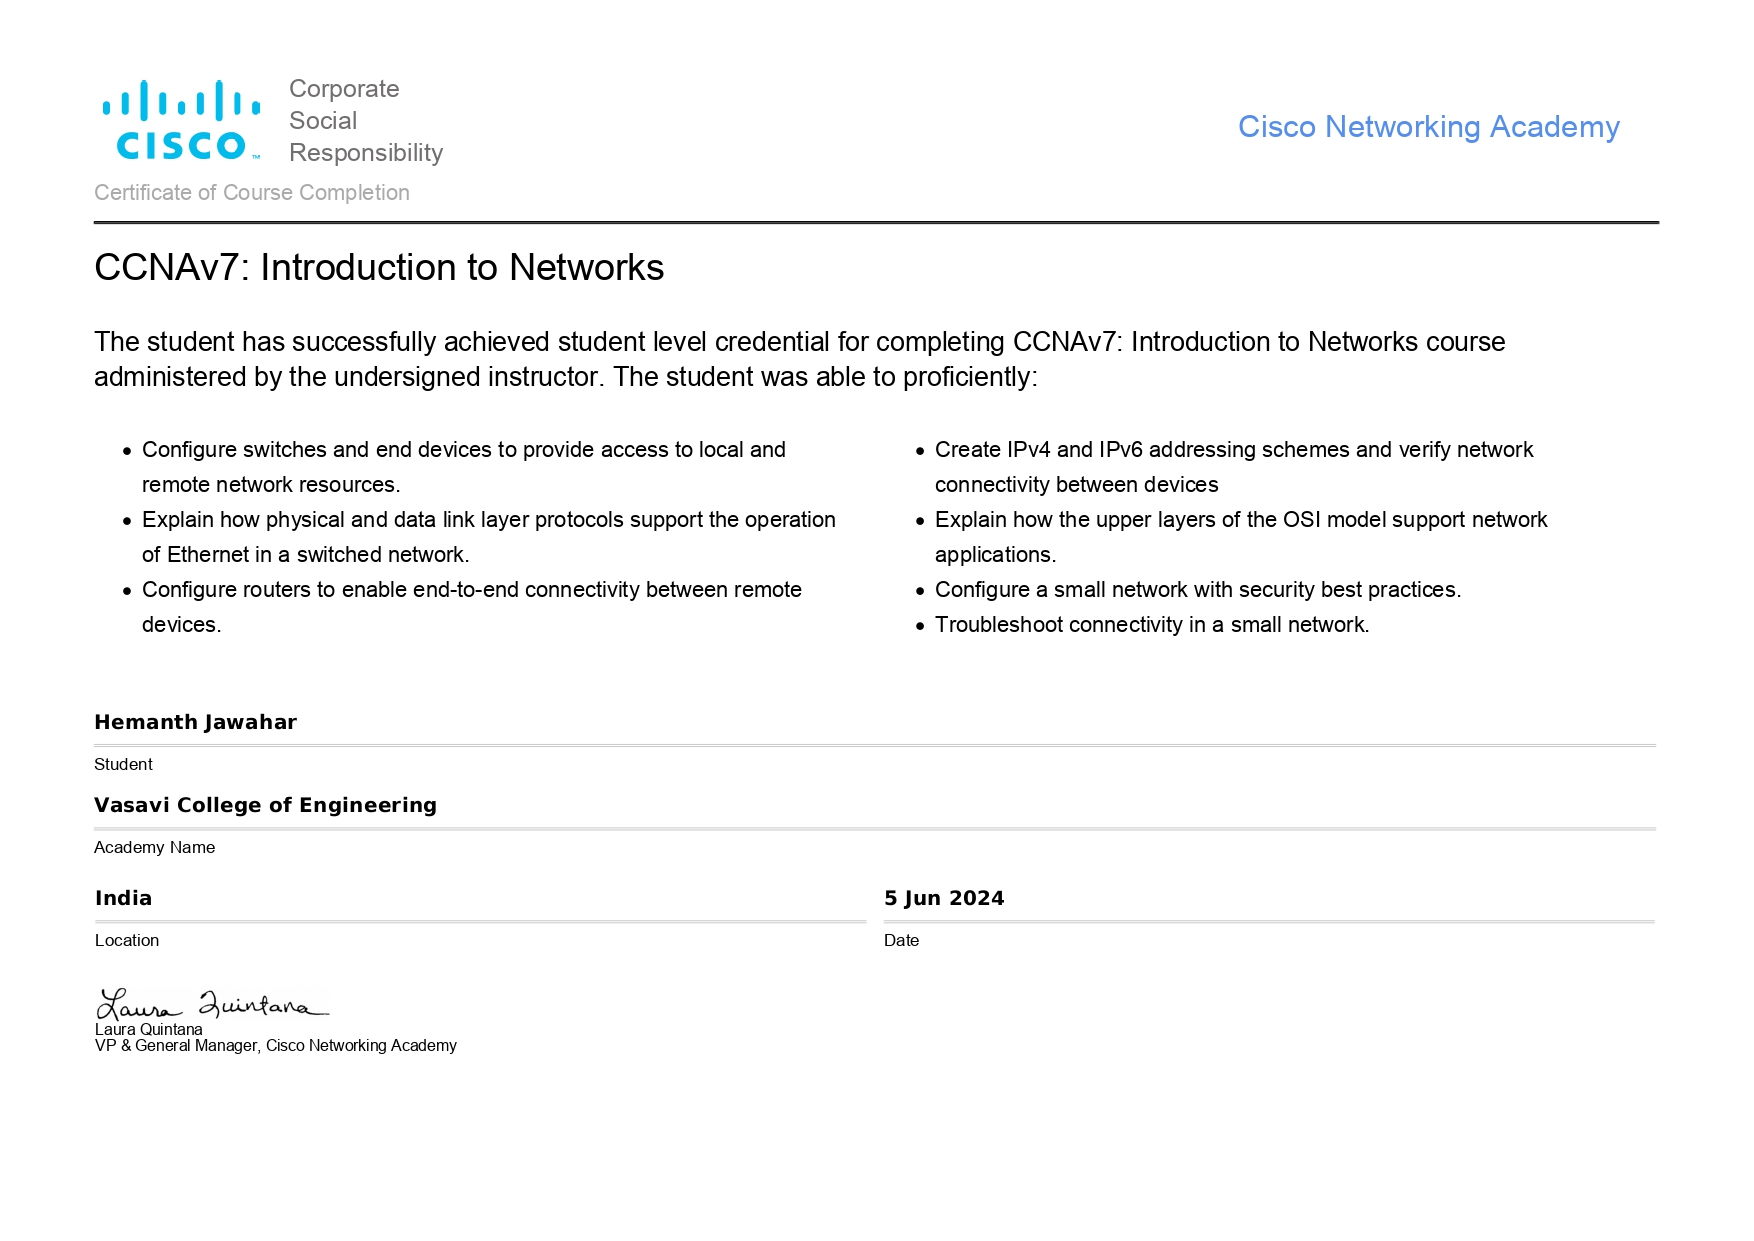 CISCO™
Corporate
Social
Responsibility
Cisco Networking Academy
Certificate of Course Completion
CCNAv7: Introduction to Networks
The student has successfully achieved student level credential for completing CCNAv7: Introduction to Networks course
administered by the undersigned instructor. The student was able to proficiently:
• Configure switches and end devices to provide access to local and
remote network resources.
• Explain how physical and data link layer protocols support the operation
of Ethernet in a switched network.
• Configure routers to enable end-to-end connectivity between remote
devices.
• Create IPv4 and IPv6 addressing schemes and verify network
connectivity between devices
• Explain how the upper layers of the OSI model support network
applications.
• Configure a small network with security best practices.
• Troubleshoot connectivity in a small network.
Hemanth Jawahar
Student
Vasavi College of Engineering
Academy Name
India
Location
5 Jun 2024
Date
Laura Quintana
Laura Quintana
VP & General Manager, Cisco Networking Academy